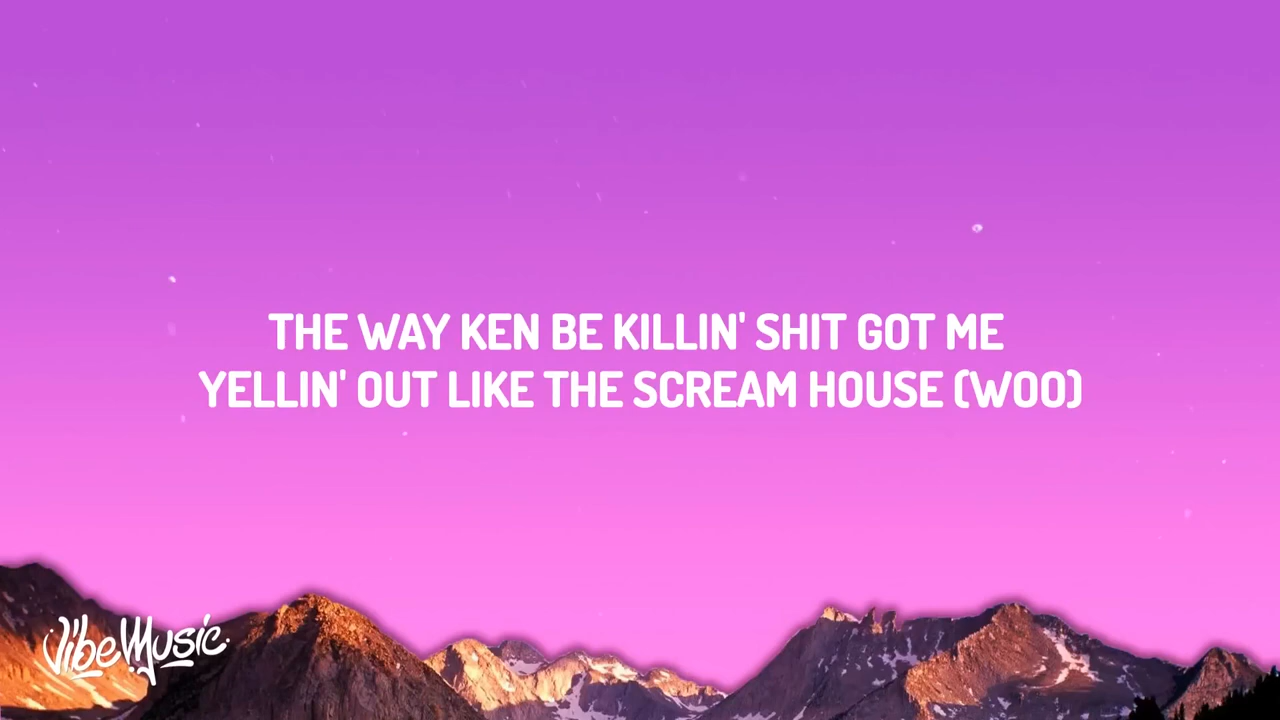 THE WAY KEN BE KILLIN' SHIT GOT ME
YELLIN' OUT LIKE THE SCREAM HOUSE (WOO)
VibeMusic